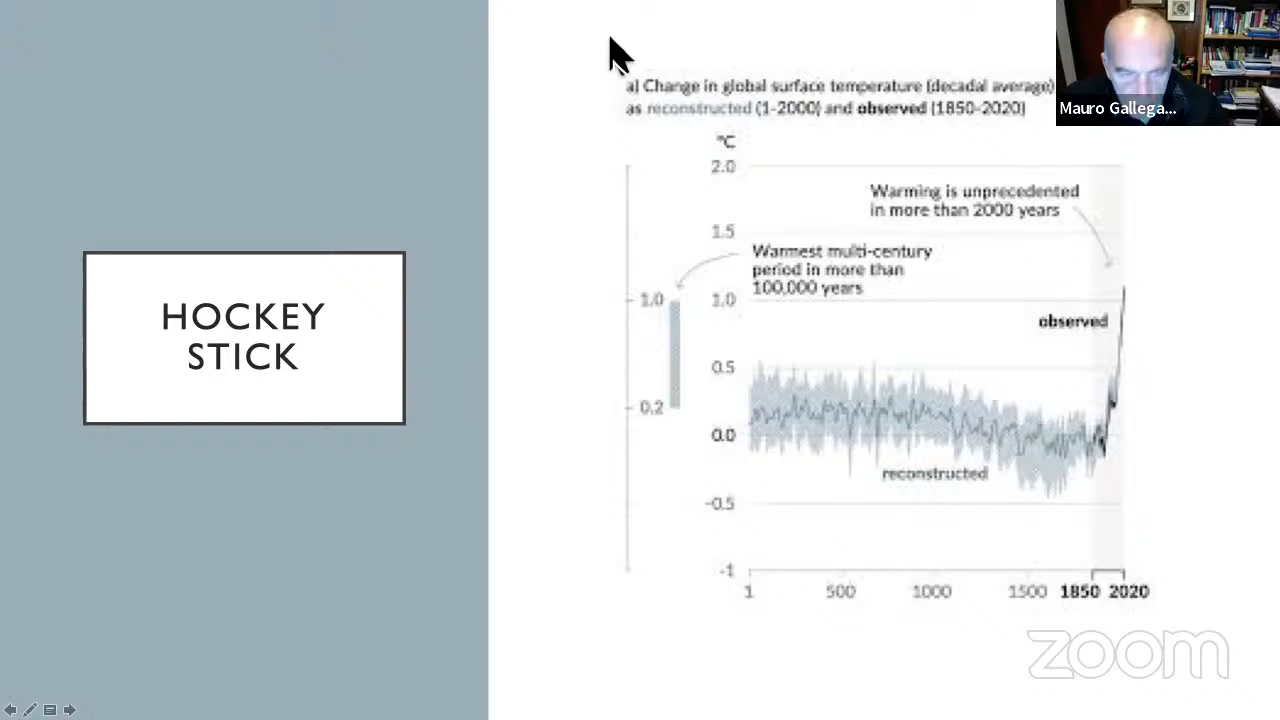 HOCKEY
STICK
a) Change in global surface temperature (decadal average)
as reconstructed (1-2000) and observed (1850-2020)
Mauro Gallega...
°C
2.0
Warming is unprecedented
in more than 2000 years
1.5
Warmest multi-century
period in more than
100,000 years
1.0
1.0
observed
0.5
0.2
0.0
reconstructed
-0.5
-1
1 500 1000 1500 1850 2020
zoom